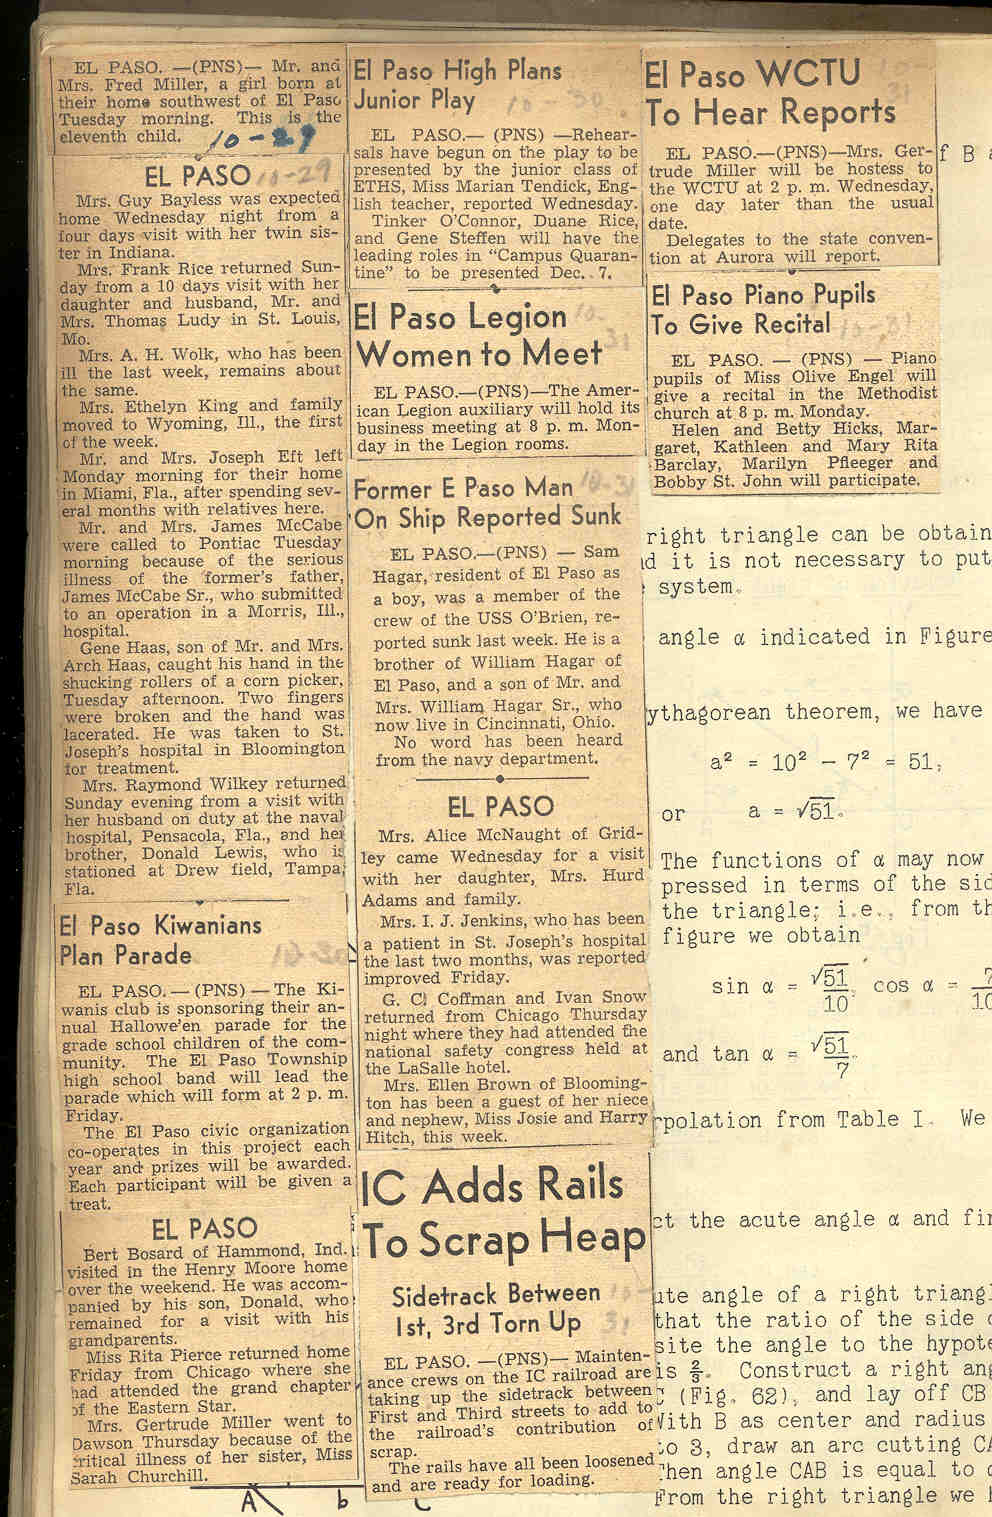 EL PASO. —(PNS)— Mr. and
Mrs. Fred Miller, a girl born at
their home southwest of El Paso
Tuesday morning. This is the
eleventh child.
10-29
EL PASO
10-29
Mrs. Guy Bayless was expected
home Wednesday night from a
four days visit with her twin sis-
ter in Indiana.
Mrs. Frank Rice returned Sun-
day from a 10 days visit with her
daughter and husband, Mr. and
Mrs. Thomas Ludy in St. Louis,
Mo.
Mrs. A. H. Wolk, who has been
ill the last week, remains about
the same.
Mrs. Ethelyn King and family
moved to Wyoming, Ill., the first
of the week.
Mr. and Mrs. Joseph Eft left
Monday morning for their home
in Miami, Fla., after spending sev-
eral months with relatives here.
Mr. and Mrs. James McCabe
were called to Pontiac Tuesday
morning because of the serious
illness of the former's father,
James McCabe Sr., who submitted
to an operation in a Morris, Ill.,
hospital.
Gene Haas, son of Mr. and Mrs.
Arch Haas, caught his hand in the
shucking rollers of a corn picker,
Tuesday afternoon. Two fingers
were broken and the hand was
lacerated. He was taken to St.
Joseph's hospital in Bloomington
for treatment.
Mrs. Raymond Wilkey returned
Sunday evening from a visit with
her husband on duty at the naval
hospital, Pensacola, Fla., and her
brother, Donald Lewis, who is
stationed at Drew field, Tampa,
Fla.
El Paso Kiwanians
Plan Parade
10-30
EL PASO.—(PNS)—The Ki-
wanis club is sponsoring their an-
nual Hallowe'en parade for the
grade school children of the com-
munity. The El Paso Township
high school band will lead the
parade which will form at 2 p. m.
Friday.
The El Paso civic organization
co-operates in this project each
year and prizes will be awarded.
Each participant will be given a
treat.
EL PASO
Bert Bosard of Hammond, Ind.
visited in the Henry Moore home
over the weekend. He was accom-
panied by his son, Donald, who
remained for a visit with his
grandparents.
Miss Rita Pierce returned home
Friday from Chicago where she
had attended the grand chapter
of the Eastern Star.
Mrs. Gertrude Miller went to
Dawson Thursday because of the
critical illness of her sister, Miss
Sarah Churchill.
El Paso High Plans
Junior Play
10-30
EL PASO.— (PNS) —Rehear-
sals have begun on the play to be
presented by the junior class of
ETHS, Miss Marian Tendick, Eng-
lish teacher, reported Wednesday.
Tinker O'Connor, Duane Rice,
and Gene Steffen will have the
leading roles in "Campus Quaran-
tine" to be presented Dec. 7.
El Paso Legion
Women to Meet
10-
31
EL PASO.—(PNS)—The Amer-
ican Legion auxiliary will hold its
business meeting at 8 p. m. Mon-
day in the Legion rooms.
Former E Paso Man
On Ship Reported Sunk
10-31
EL PASO.—(PNS) — Sam
Hagar, resident of El Paso as
a boy, was a member of the
crew of the USS O'Brien, re-
ported sunk last week. He is a
brother of William Hagar of
El Paso, and a son of Mr. and
Mrs. William Hagar Sr., who
now live in Cincinnati, Ohio.
No word has been heard
from the navy department.
EL PASO
Mrs. Alice McNaught of Grid-
ley came Wednesday for a visit
with her daughter, Mrs. Hurd
Adams and family.
Mrs. I. J. Jenkins, who has been
a patient in St. Joseph's hospital
the last two months, was reported
improved Friday.
G. C. Coffman and Ivan Snow
returned from Chicago Thursday
night where they had attended the
national safety congress held at
the LaSalle hotel.
Mrs. Ellen Brown of Blooming-
ton has been a guest of her niece
and nephew, Miss Josie and Harry
Hitch, this week.
IC Adds Rails
To Scrap Heap
Sidetrack Between
1st, 3rd Torn Up
10-
31
EL PASO. —(PNS)— Mainten-
ance crews on the IC railroad are
taking up the sidetrack between
First and Third streets to add to
the railroad's contribution of
scrap.
The rails have all been loosened
and are ready for loading.
El Paso WCTU
To Hear Reports
31
EL PASO.—(PNS)—Mrs. Ger-
trude Miller will be hostess to
the WCTU at 2 p. m. Wednesday,
one day later than the usual
date.
Delegates to the state conven-
tion at Aurora will report.
El Paso Piano Pupils
To Give Recital
10-31
EL PASO. — (PNS) — Piano
pupils of Miss Olive Engel will
give a recital in the Methodist
church at 8 p. m. Monday.
Helen and Betty Hicks, Mar-
garet, Kathleen and Mary Rita
Barclay, Marilyn Pfleeger and
Bobby St. John will participate.
f B a
right triangle can be obtain
d it is not necessary to put
system.
angle α indicated in Figure
ythagorean theorem, we have
a² = 10² - 7² = 51,
or a = √51.
The functions of α may now
pressed in terms of the sid
the triangle; i.e., from th
figure we obtain
sin α = √51/10, cos α = 7/10
and tan α = √51/7.
rpolation from Table I. We
ct the acute angle α and fin
ute angle of a right triangl
that the ratio of the side o
site the angle to the hypote
is 2/3. Construct a right ang
C (Fig. 62), and lay off CB
With B as center and radius
to 3, draw an arc cutting CA
Then angle CAB is equal to α
From the right triangle we h
A b C